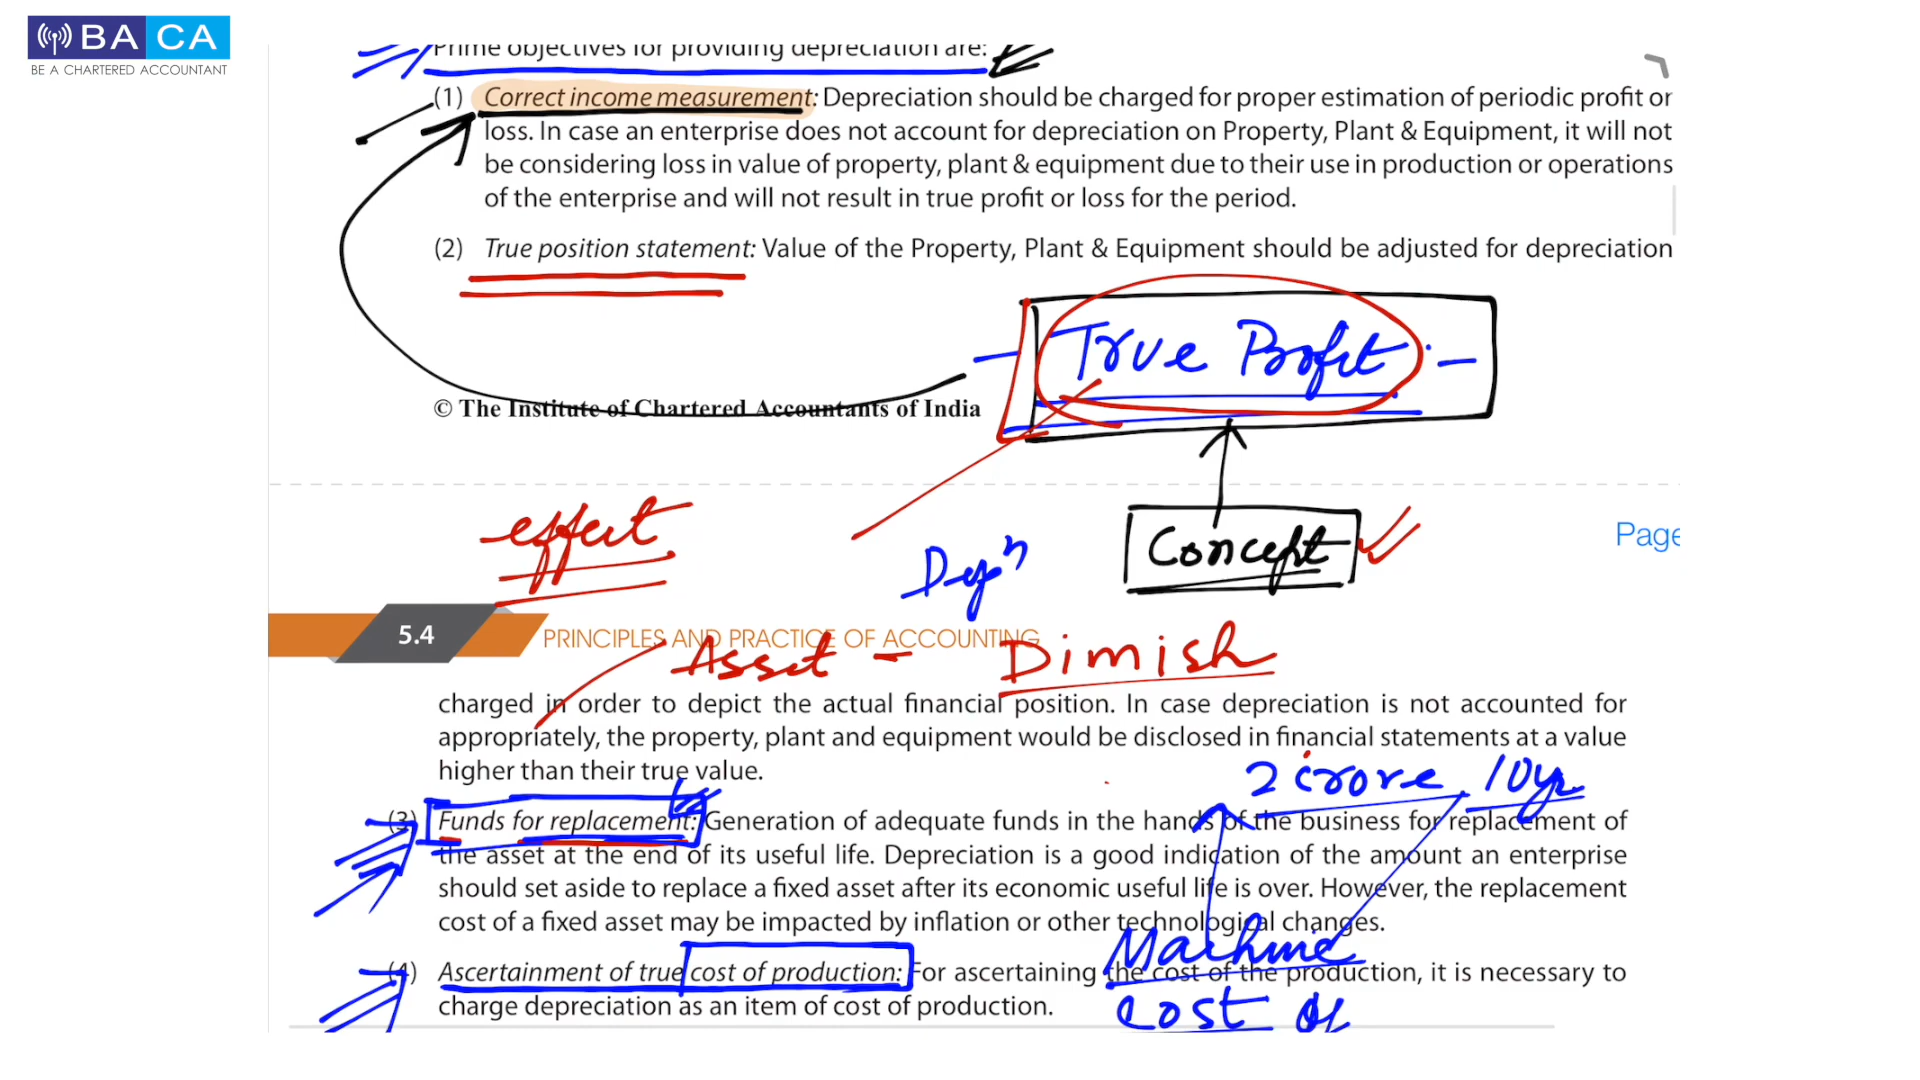 BA CA
BE A CHARTERED ACCOUNTANT
Prime objectives for providing depreciation are:
(1) Correct income measurement: Depreciation should be charged for proper estimation of periodic profit or
loss. In case an enterprise does not account for depreciation on Property, Plant & Equipment, it will not
be considering loss in value of property, plant & equipment due to their use in production or operations
of the enterprise and will not result in true profit or loss for the period.
(2) True position statement: Value of the Property, Plant & Equipment should be adjusted for depreciation
True Profit
© The Institute of Chartered Accountants of India
effect
Concept
Depn
Page
5.4 PRINCIPLES AND PRACTICE OF ACCOUNTING
Asset - Dimish
charged in order to depict the actual financial position. In case depreciation is not accounted for
appropriately, the property, plant and equipment would be disclosed in financial statements at a value
higher than their true value.
2 crore, 10yr
(3) Funds for replacement: Generation of adequate funds in the hands of the business for replacement of
the asset at the end of its useful life. Depreciation is a good indication of the amount an enterprise
should set aside to replace a fixed asset after its economic useful life is over. However, the replacement
cost of a fixed asset may be impacted by inflation or other technological changes.
Machine
(4) Ascertainment of true cost of production: For ascertaining the cost of the production, it is necessary to
charge depreciation as an item of cost of production.
Cost of